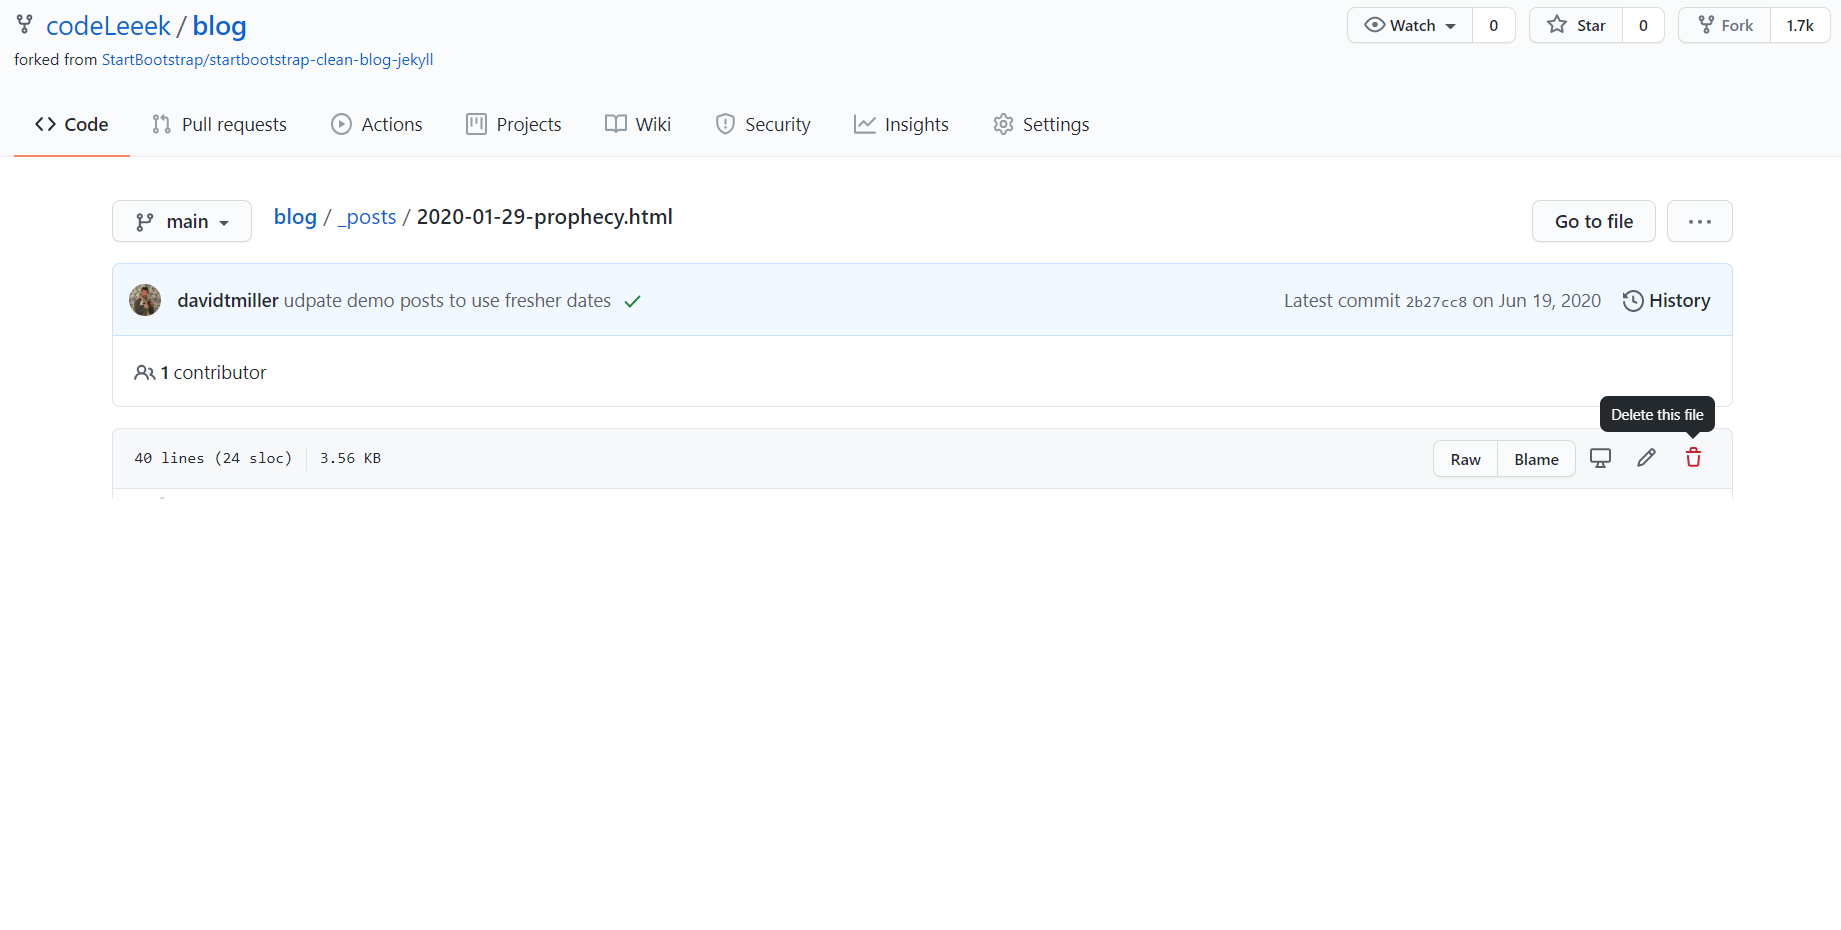 codeLeeek / blog
Watch 0
Star 0
Fork 1.7k
forked from StartBootstrap/startbootstrap-clean-blog-jekyll
Code Pull requests Actions Projects Wiki Security Insights Settings
main
blog / _posts / 2020-01-29-prophecy.html
Go to file
davidtmiller udpate demo posts to use fresher dates
Latest commit 2b27cc8 on Jun 19, 2020 History
1 contributor
Delete this file
40 lines (24 sloc) 3.56 KB
Raw Blame